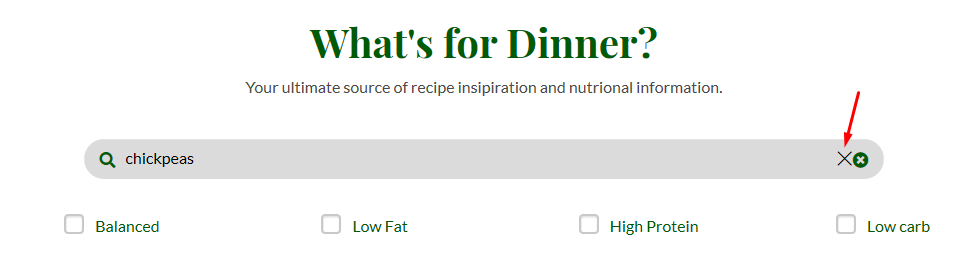 What's for Dinner?
Your ultimate source of recipe insipiration and nutrional information.
chickpeas
Balanced Low Fat High Protein Low carb